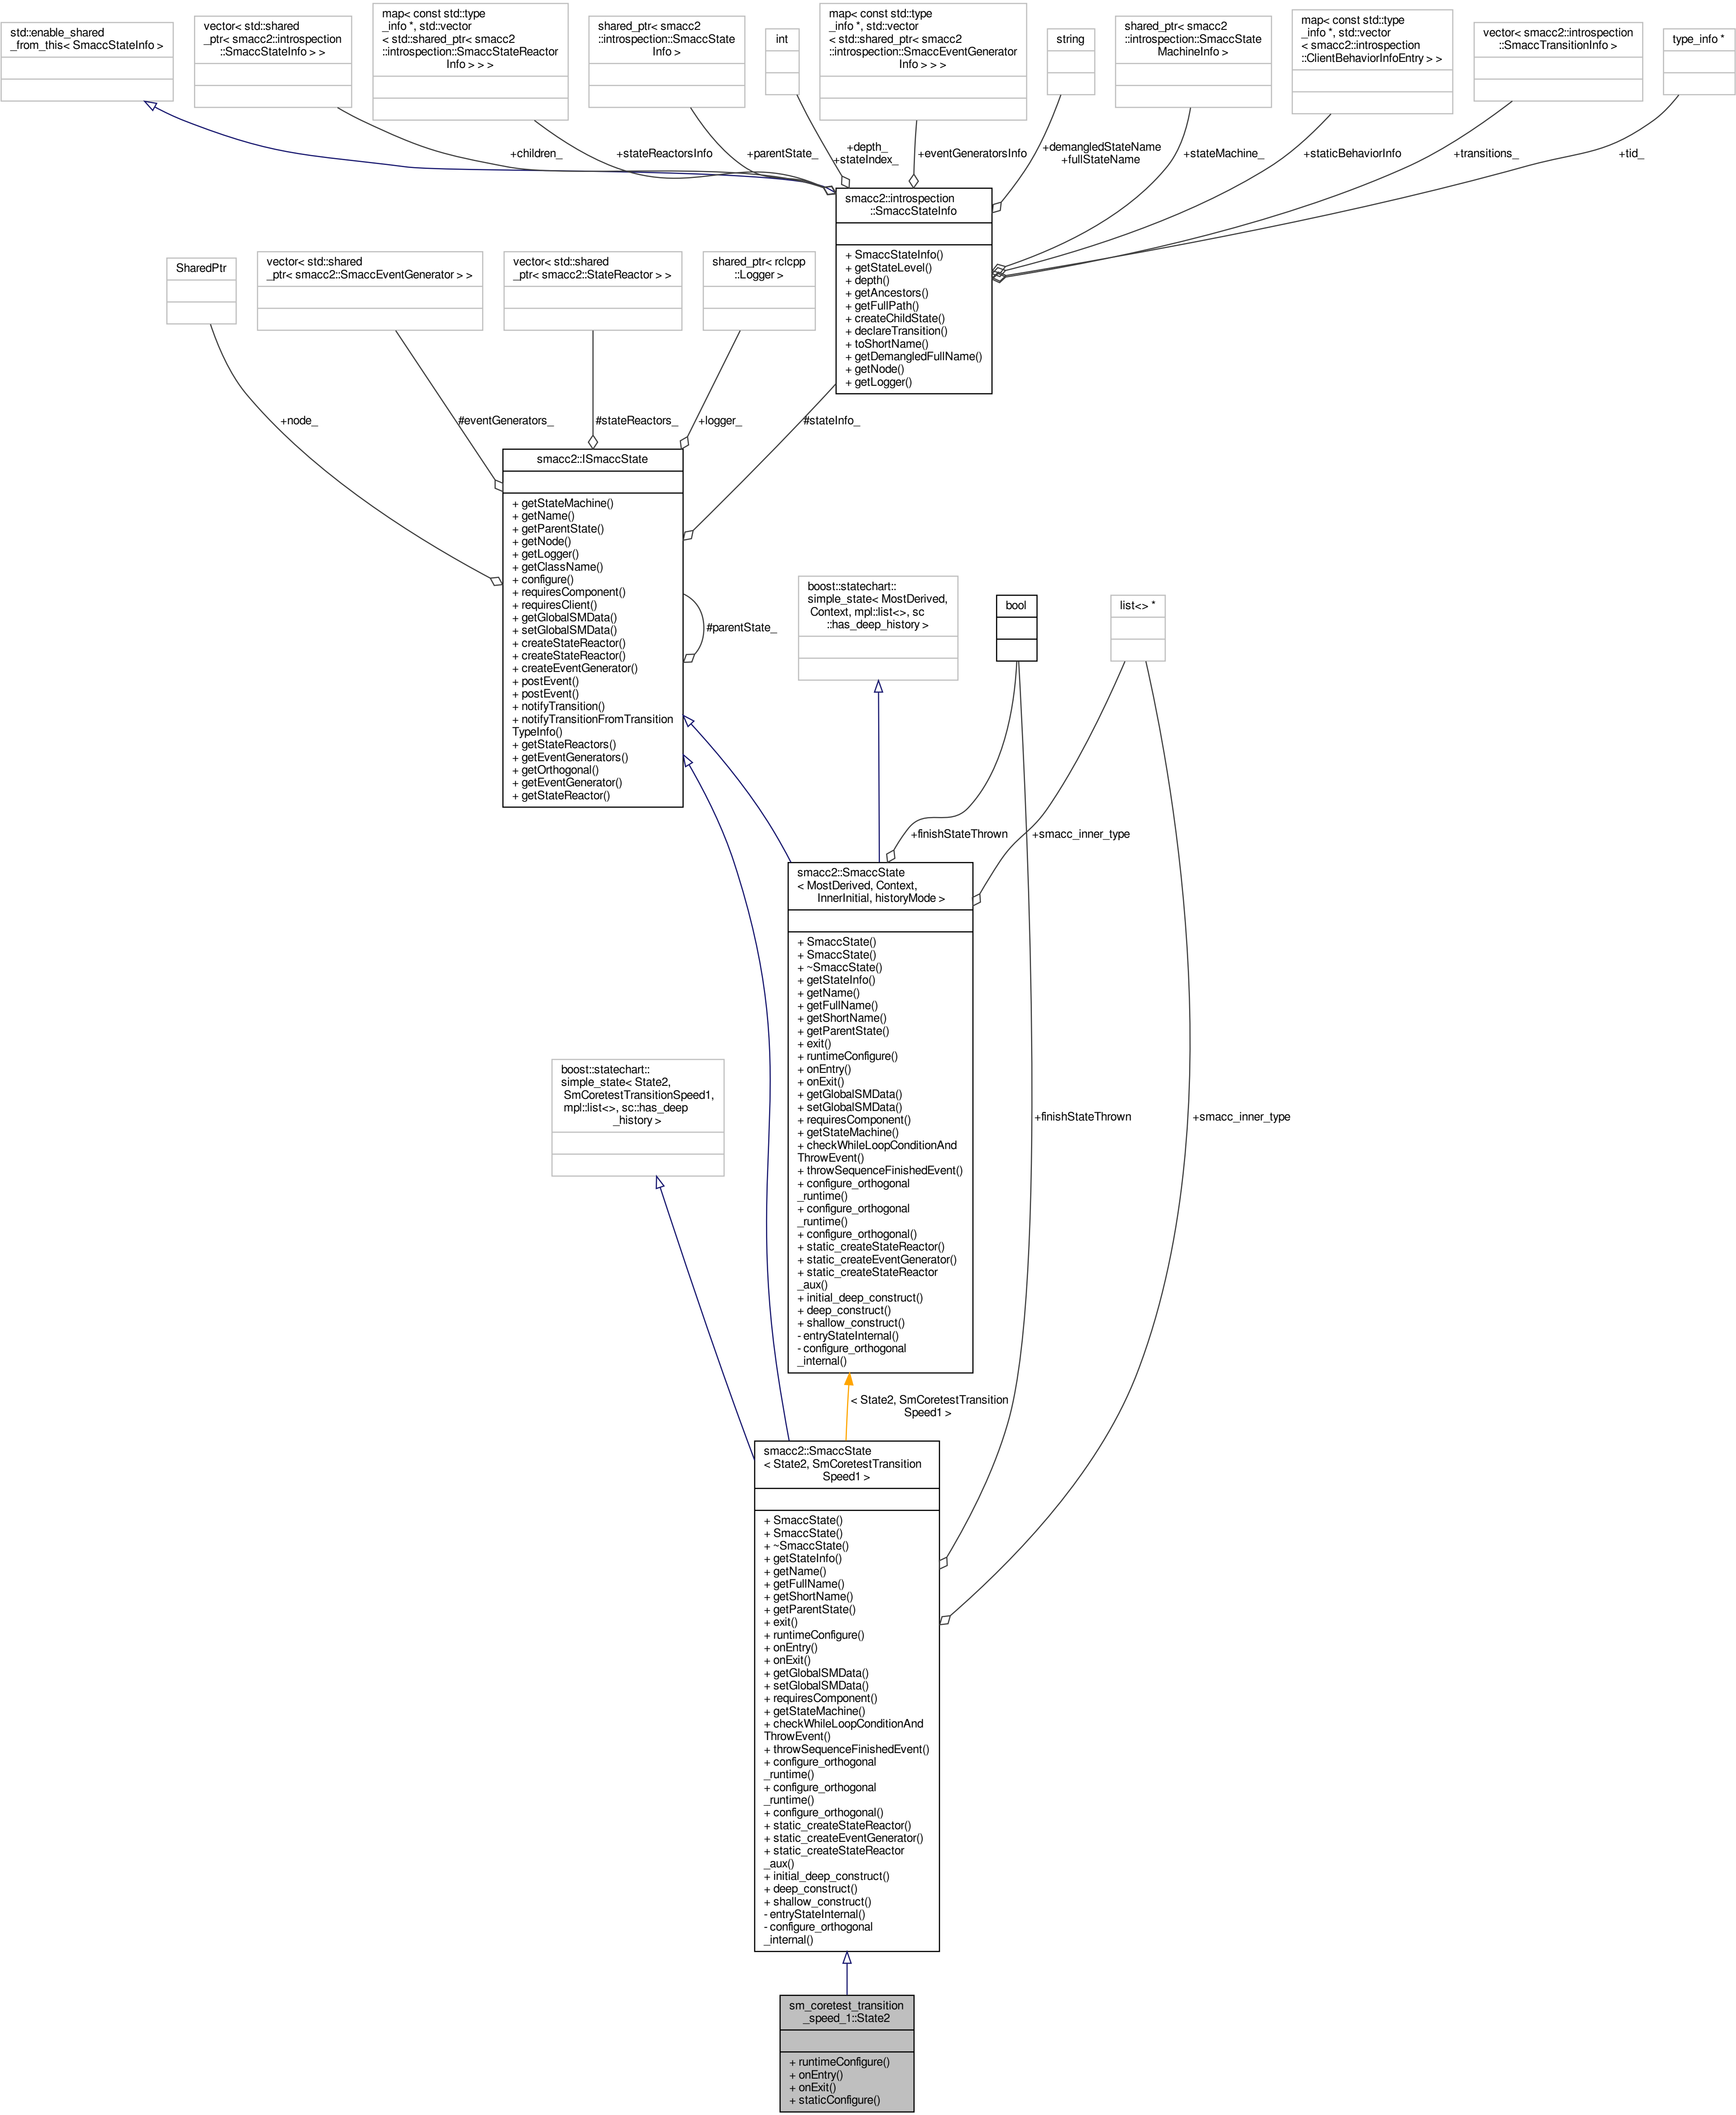 std::enable_shared
_from_this< SmaccStateInfo >
vector< std::shared
_ptr< smacc2::introspection
::SmaccStateInfo > >
map< const std::type
_info *, std::vector
< std::shared_ptr< smacc2
::introspection::SmaccStateReactor
Info > > >
shared_ptr< smacc2
::introspection::SmaccState
Info >
int
map< const std::type
_info *, std::vector
< std::shared_ptr< smacc2
::introspection::SmaccEventGenerator
Info > > >
string
shared_ptr< smacc2
::introspection::SmaccState
MachineInfo >
map< const std::type
_info *, std::vector
< smacc2::introspection
::ClientBehaviorInfoEntry > >
vector< smacc2::introspection
::SmaccTransitionInfo >
type_info *
+children_
+stateReactorsInfo
+parentState_
+depth_
+stateIndex_
+eventGeneratorsInfo
+demangledStateName
+fullStateName
+stateMachine_
+staticBehaviorInfo
+transitions_
+tid_
smacc2::introspection
::SmaccStateInfo
+ SmaccStateInfo()
+ getStateLevel()
+ depth()
+ getAncestors()
+ getFullPath()
+ createChildState()
+ declareTransition()
+ toShortName()
+ getDemangledFullName()
+ getNode()
+ getLogger()
SharedPtr
vector< std::shared
_ptr< smacc2::SmaccEventGenerator > >
vector< std::shared
_ptr< smacc2::StateReactor > >
shared_ptr< rclcpp
::Logger >
+node_
#eventGenerators_
#stateReactors_
+logger_
#stateInfo_
smacc2::ISmaccState
+ getStateMachine()
+ getName()
+ getParentState()
+ getNode()
+ getLogger()
+ getClassName()
+ configure()
+ requiresComponent()
+ requiresClient()
+ getGlobalSMData()
+ setGlobalSMData()
+ createStateReactor()
+ createStateReactor()
+ createEventGenerator()
+ postEvent()
+ postEvent()
+ notifyTransition()
+ notifyTransitionFromTransition
TypeInfo()
+ getStateReactors()
+ getEventGenerators()
+ getOrthogonal()
+ getEventGenerator()
+ getStateReactor()
#parentState_
boost::statechart::
simple_state< MostDerived,
Context, mpl::list<>, sc
::has_deep_history >
bool
list<> *
+finishStateThrown
+smacc_inner_type
smacc2::SmaccState
< MostDerived, Context,
InnerInitial, historyMode >
+ SmaccState()
+ SmaccState()
+ ~SmaccState()
+ getStateInfo()
+ getName()
+ getFullName()
+ getShortName()
+ getParentState()
+ exit()
+ runtimeConfigure()
+ onEntry()
+ onExit()
+ getGlobalSMData()
+ setGlobalSMData()
+ requiresComponent()
+ getStateMachine()
+ checkWhileLoopConditionAnd
ThrowEvent()
+ throwSequenceFinishedEvent()
+ configure_orthogonal
_runtime()
+ configure_orthogonal
_runtime()
+ configure_orthogonal()
+ static_createStateReactor()
+ static_createEventGenerator()
+ static_createStateReactor
_aux()
+ initial_deep_construct()
+ deep_construct()
+ shallow_construct()
- entryStateInternal()
- configure_orthogonal
_internal()
boost::statechart::
simple_state< State2,
SmCoretestTransitionSpeed1,
mpl::list<>, sc::has_deep
_history >
+finishStateThrown
+smacc_inner_type
< State2, SmCoretestTransition
Speed1 >
smacc2::SmaccState
< State2, SmCoretestTransition
Speed1 >
+ SmaccState()
+ SmaccState()
+ ~SmaccState()
+ getStateInfo()
+ getName()
+ getFullName()
+ getShortName()
+ getParentState()
+ exit()
+ runtimeConfigure()
+ onEntry()
+ onExit()
+ getGlobalSMData()
+ setGlobalSMData()
+ requiresComponent()
+ getStateMachine()
+ checkWhileLoopConditionAnd
ThrowEvent()
+ throwSequenceFinishedEvent()
+ configure_orthogonal
_runtime()
+ configure_orthogonal
_runtime()
+ configure_orthogonal()
+ static_createStateReactor()
+ static_createEventGenerator()
+ static_createStateReactor
_aux()
+ initial_deep_construct()
+ deep_construct()
+ shallow_construct()
- entryStateInternal()
- configure_orthogonal
_internal()
sm_coretest_transition
_speed_1::State2
+ runtimeConfigure()
+ onEntry()
+ onExit()
+ staticConfigure()